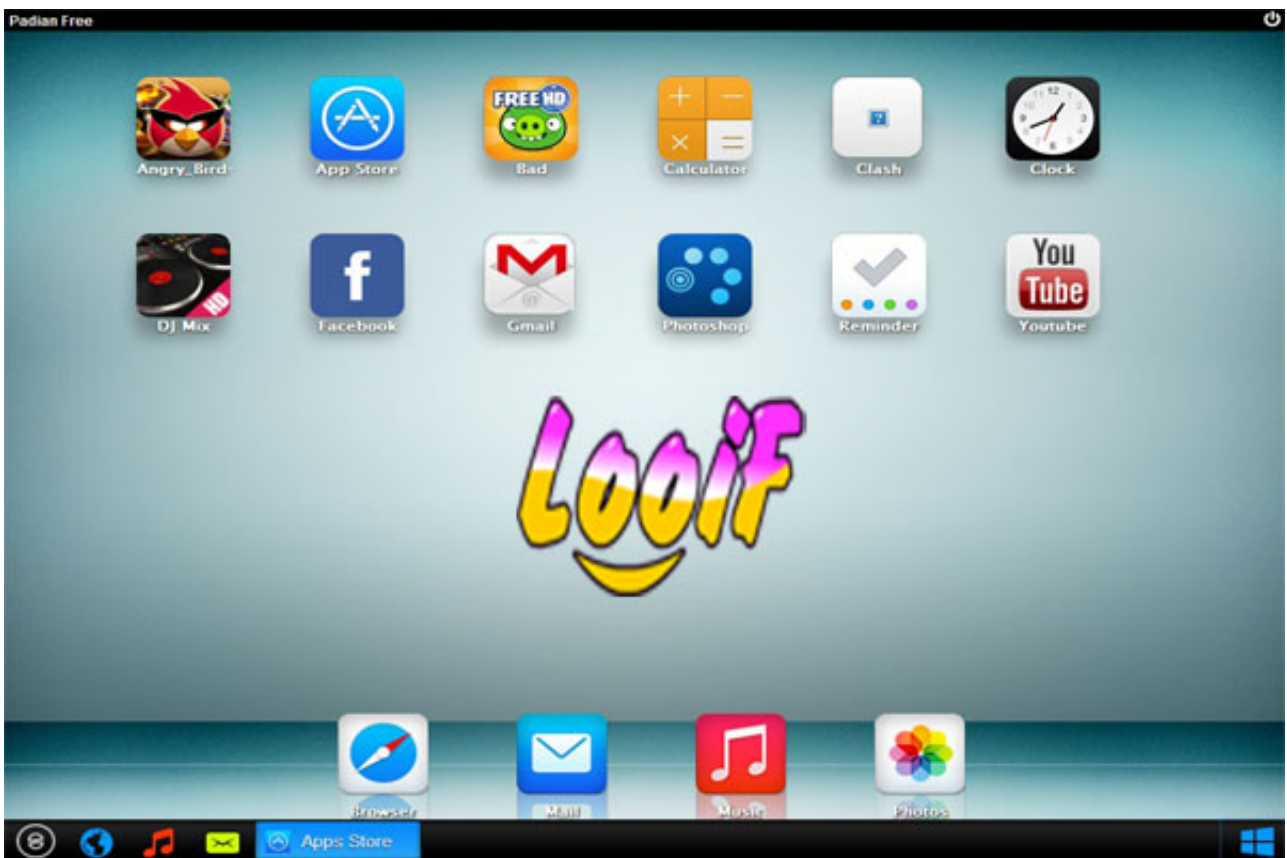 Padian Free
FREE HD
Angry_Bird
App Store
Bad
Calculator
Clash
Clock
You
Tube
HD
DJ Mix
Facebook
Gmail
Photoshop
Reminder
Youtube
LooiF
Browser
Mail
Music
Photos
Apps Store